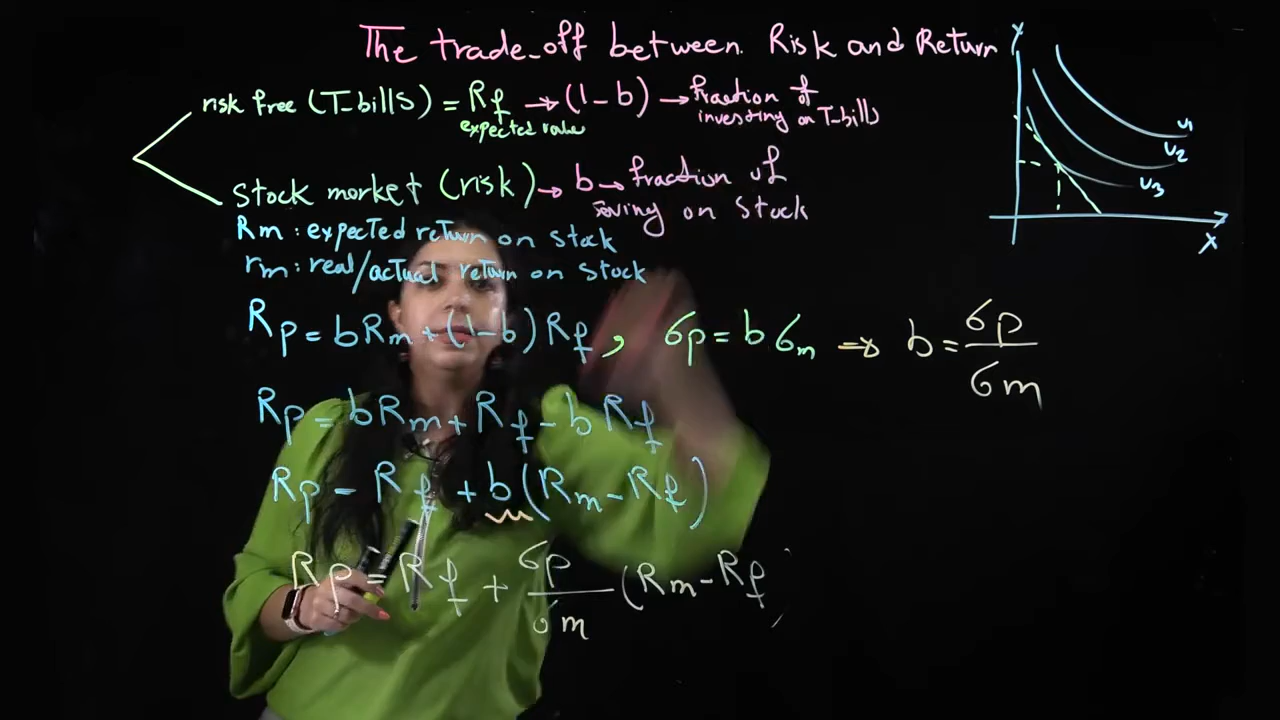 The trade-off between Risk and Return
risk free (T-bills) = Rf → (1-b) → fraction of
investing on T-bills
expected value
Stock market (risk) → b → fraction of
saving on Stock
Rm : expected return on stock
rm : real/actual return on stock
Rp = bRm + (1-b) Rf , σp = b σm → b = σp/σm
Rp = bRm + Rf - b Rf
Rp = Rf + b (Rm - Rf)
Rp = Rf + σp/σm (Rm - Rf)
Y
U1
U2
U3
X